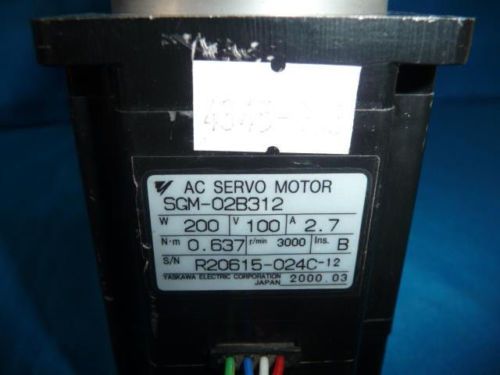 AC SERVO MOTOR
SGM-02B312
W 200 V 100 A 2.7
N·m 0.637 r/min 3000 Ins. B
S/N R20615-024C-12
YASKAWA ELECTRIC CORPORATION
JAPAN 2000.03